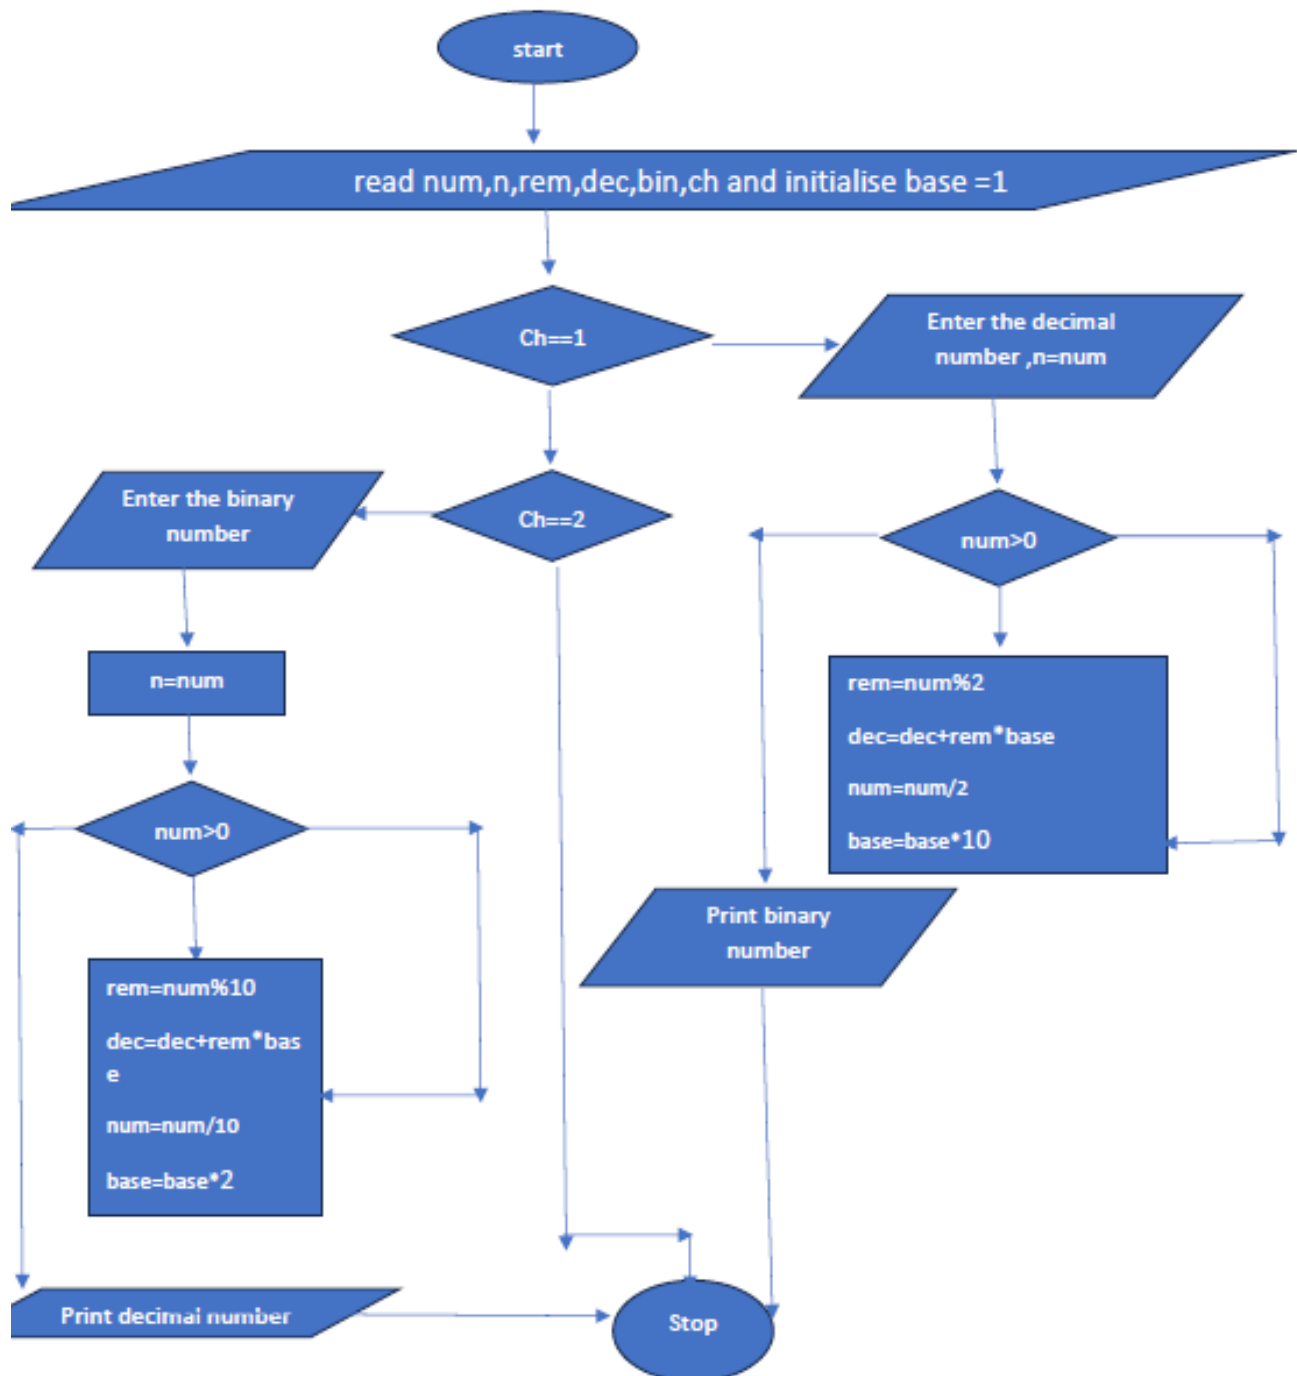 start
read num,n,rem,dec,bin,ch and initialise base =1
Ch==1
Enter the decimal
number ,n=num
Ch==2
Enter the binary
number
num>0
n=num
rem=num%2
dec=dec+rem*base
num=num/2
base=base*10
num>0
Print binary
number
rem=num%10
dec=dec+rem*bas
e
num=num/10
base=base*2
Print decimal number
Stop